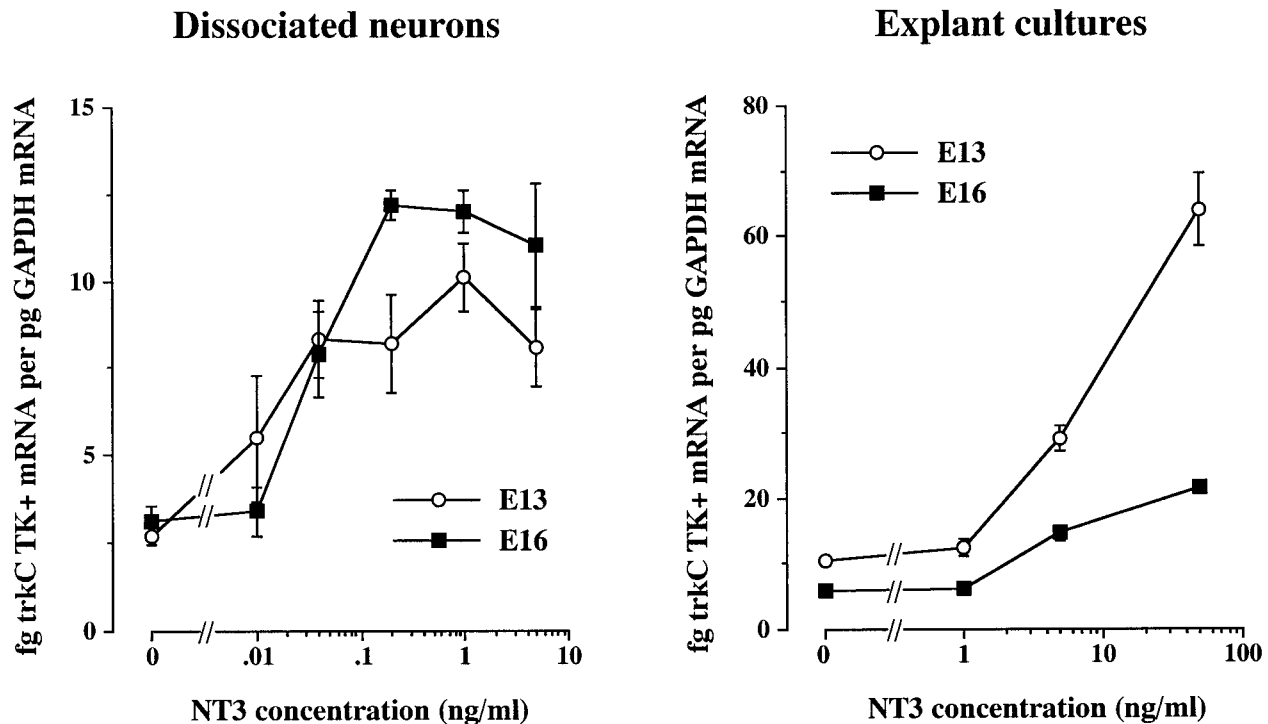 Dissociated neurons
fg trkC TK+ mRNA per pg GAPDH mRNA
15
10
5
0
E13
E16
//
//
//
0
.01
.1
1
10
NT3 concentration (ng/ml)
Explant cultures
fg trkC TK+ mRNA per pg GAPDH mRNA
80
60
40
20
0
E13
E16
//
//
//
0
1
10
100
NT3 concentration (ng/ml)